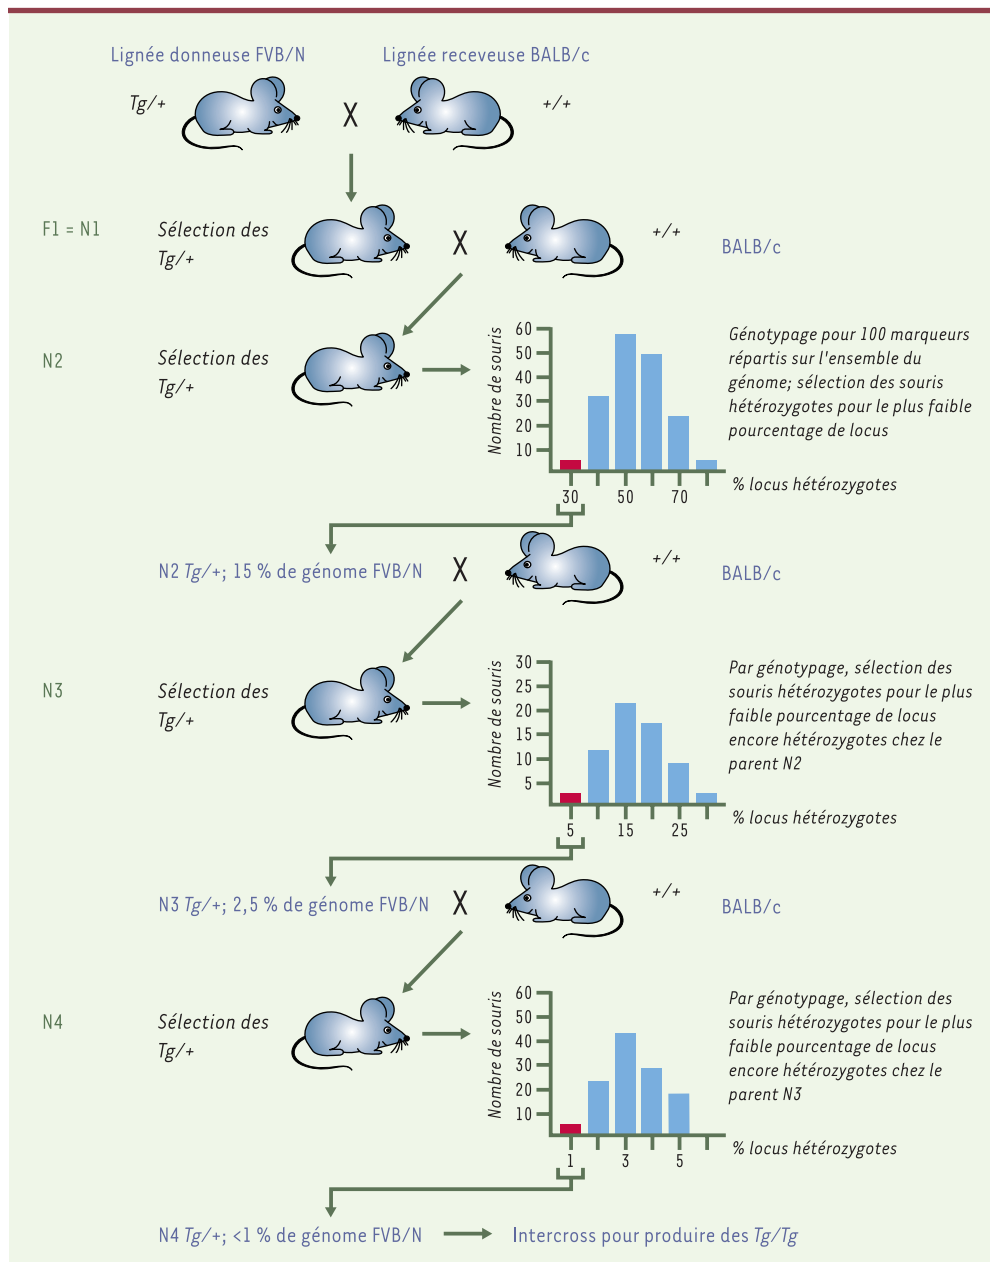 Lignée donneuse FVB/N
Lignée receveuse BALB/c
Tg/+
X
+/+
F1 = N1
Sélection des
Tg/+
X
+/+
BALB/c
N2
Sélection des
Tg/+
Nombre de souris
60
50
40
30
20
10
30
50
70
% locus hétérozygotes
Génotypage pour 100 marqueurs
répartis sur l'ensemble du
génome; sélection des souris
hétérozygotes pour le plus faible
pourcentage de locus
N2 Tg/+; 15 % de génome FVB/N
X
+/+
BALB/c
N3
Sélection des
Tg/+
Nombre de souris
30
25
20
15
10
5
5
15
25
% locus hétérozygotes
Par génotypage, sélection des
souris hétérozygotes pour le plus
faible pourcentage de locus
encore hétérozygotes chez le
parent N2
N3 Tg/+; 2,5 % de génome FVB/N
X
+/+
BALB/c
N4
Sélection des
Tg/+
Nombre de souris
60
50
40
30
20
10
1
3
5
% locus hétérozygotes
Par génotypage, sélection des
souris hétérozygotes pour le plus
faible pourcentage de locus
encore hétérozygotes chez le
parent N3
N4 Tg/+; <1 % de génome FVB/N
Intercross pour produire des Tg/Tg